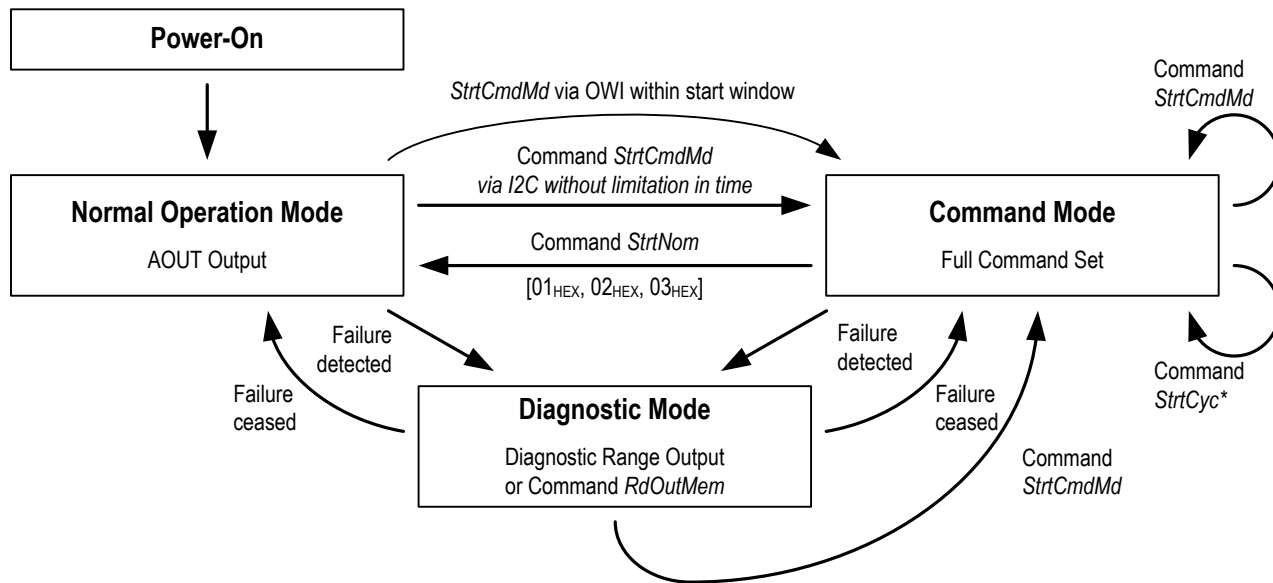 Power-On
StrtCmdMd via OWI within start window
Command
StrtCmdMd
Command StrtCmdMd
via I2C without limitation in time
Normal Operation Mode
AOUT Output
Command Mode
Full Command Set
Command StrtNom
[01HEX, 02HEX, 03HEX]
Failure
detected
Failure
detected
Failure
ceased
Failure
ceased
Command
StrtCyc*
Diagnostic Mode
Diagnostic Range Output
or Command RdOutMem
Command
StrtCmdMd